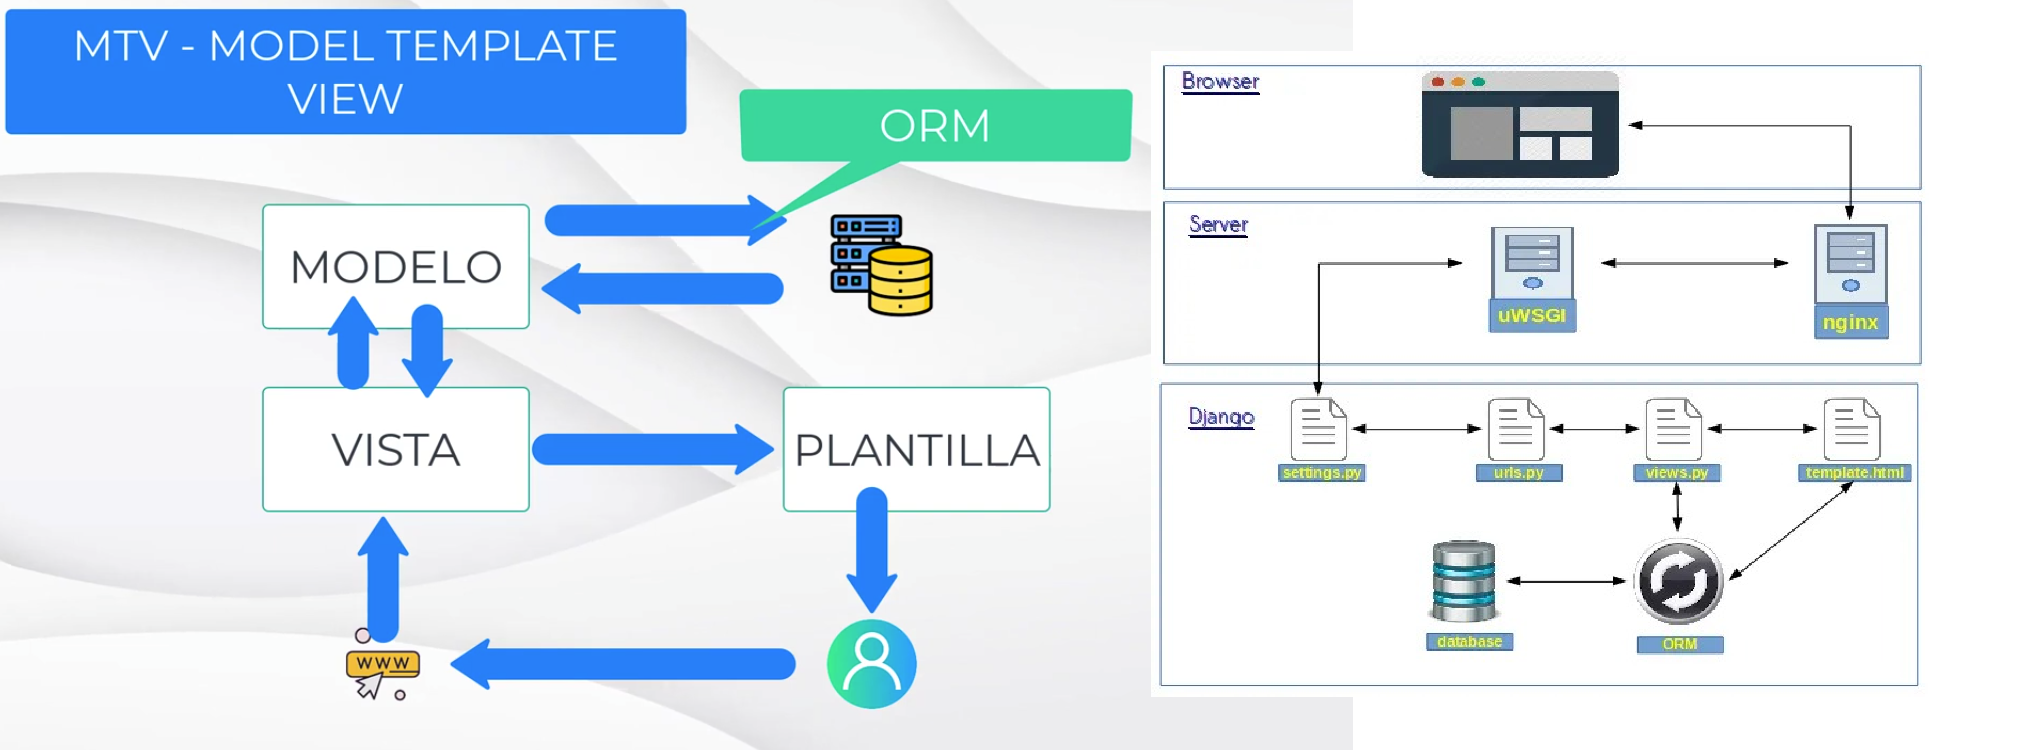 MTV - MODEL TEMPLATE
VIEW
ORM
MODELO
VISTA
PLANTILLA
WWW
Browser
Server
uWSGI
nginx
Django
settings.py
urls.py
views.py
template.html
database
ORM